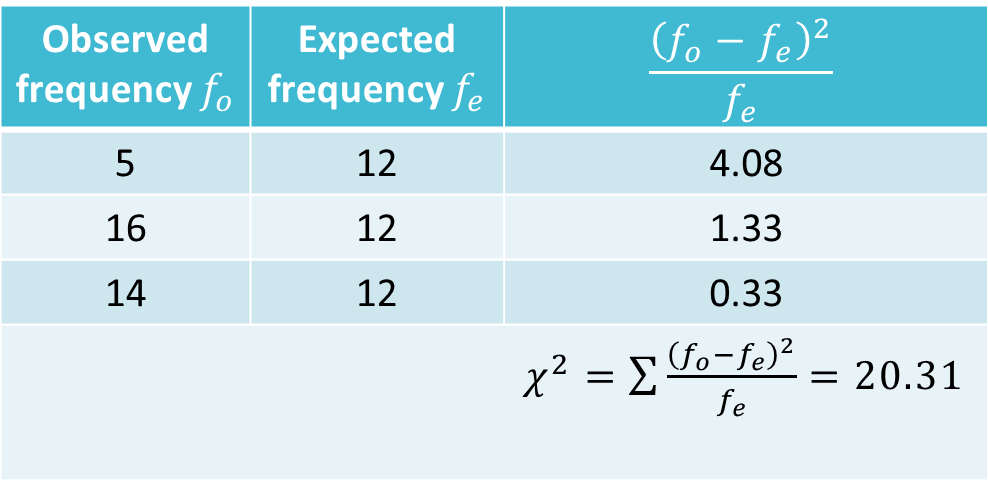 Observed frequency fₒ | Expected frequency fₑ | (fₒ − fₑ)² / fₑ
5 | 12 | 4.08
16 | 12 | 1.33
14 | 12 | 0.33
χ² = ∑ (fₒ−fₑ)² / fₑ = 20.31